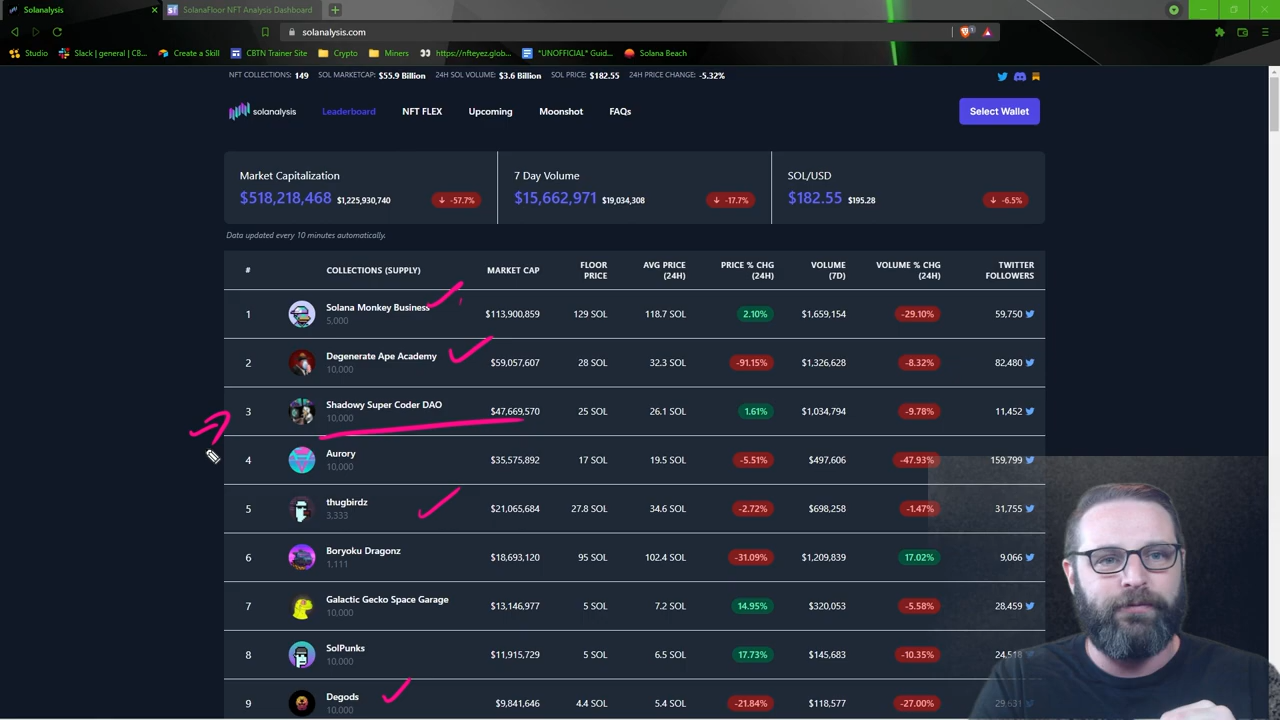 Solanalysis
SolanaFloor NFT Analysis Dashboard
solanalysis.com
Studio Slack | general | CB... Create a Skill CBTN Trainer Site Crypto Miners https://nfteyez.glob... *UNOFFICIAL* Guid... Solana Beach
NFT COLLECTIONS: 149 SOL MARKETCAP: $55.9 Billion 24H SOL VOLUME: $3.6 Billion SOL PRICE: $182.55 24H PRICE CHANGE: -5.32%
solanalysis Leaderboard NFT FLEX Upcoming Moonshot FAQs Select Wallet
Market Capitalization 7 Day Volume SOL/USD
$518,218,468 $1,225,930,740 ↓ -57.7% $15,662,971 $19,034,308 ↓ -17.7% $182.55 $195.28 ↓ -6.5%
Data updated every 10 minutes automatically.
# COLLECTIONS (SUPPLY) MARKET CAP FLOOR PRICE AVG PRICE (24H) PRICE % CHG (24H) VOLUME (7D) VOLUME % CHG (24H) TWITTER FOLLOWERS
1 Solana Monkey Business 5,000 $113,900,859 129 SOL 118.7 SOL 2.10% $1,659,154 -29.10% 59,750
2 Degenerate Ape Academy 10,000 $59,057,607 28 SOL 32.3 SOL -91.15% $1,326,628 -8.32% 82,480
3 Shadowy Super Coder DAO 10,000 $47,669,570 25 SOL 26.1 SOL 1.61% $1,034,794 -9.78% 11,452
4 Aurory 10,000 $35,575,892 17 SOL 19.5 SOL -5.51% $497,606 -47.93% 159,799
5 thugbirdz 3,333 $21,065,684 27.8 SOL 34.6 SOL -2.72% $698,258 -1.47% 31,755
6 Boryoku Dragonz 1,111 $18,693,120 95 SOL 102.4 SOL -31.09% $1,209,839 17.02% 9,066
7 Galactic Gecko Space Garage 10,000 $13,146,977 5 SOL 7.2 SOL 14.95% $320,053 -5.58% 28,459
8 SolPunks 10,000 $11,915,729 5 SOL 6.5 SOL 17.73% $145,683 -10.35%
9 Degods 10,000 $9,841,646 4.4 SOL 5.4 SOL -21.84% $118,577 -27.00%